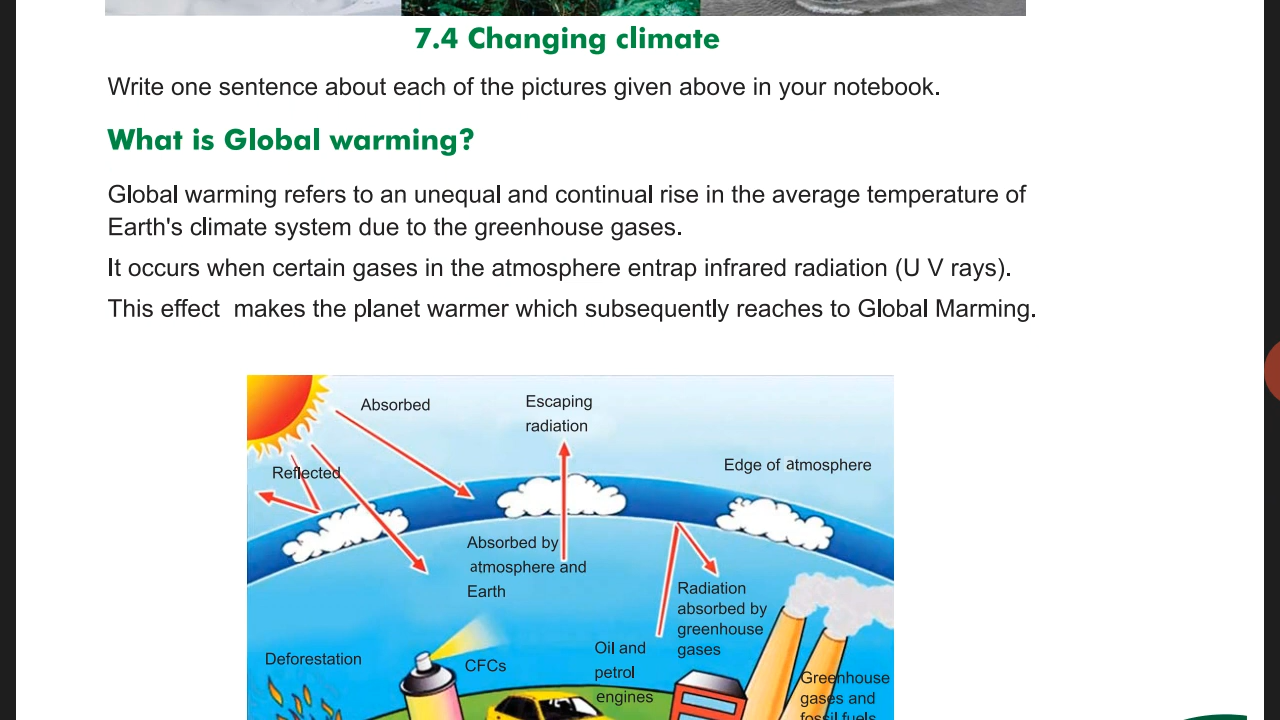 7.4 Changing climate
Write one sentence about each of the pictures given above in your notebook.
What is Global warming?
Global warming refers to an unequal and continual rise in the average temperature of
Earth's climate system due to the greenhouse gases.
It occurs when certain gases in the atmosphere entrap infrared radiation (U V rays).
This effect  makes the planet warmer which subsequently reaches to Global Marming.
Absorbed
Escaping
radiation
Reflected
Edge of atmosphere
Absorbed by
atmosphere and
Earth
Radiation
absorbed by
greenhouse
gases
Oil and
petrol
engines
Deforestation
CFCs
Greenhouse
gases and
fossil fuels